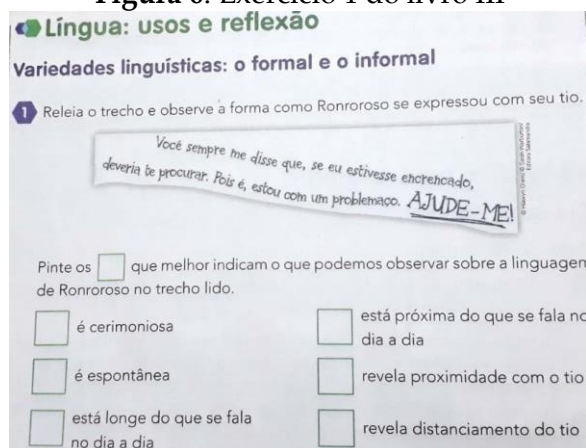 Figura 6: Exercício 1 do livro III
Língua: usos e reflexão
Variedades linguísticas: o formal e o informal
1 Releia o trecho e observe a forma como Ronroroso se expressou com seu tio.
Você sempre me disse que, se eu estivesse encrencado,
deveria te procurar. Pois é, estou com um problemaço. AJUDE-ME!
Pinte os que melhor indicam o que podemos observar sobre a linguagem
de Ronroroso no trecho lido.
é cerimoniosa
é espontânea
está longe do que se fala
no dia a dia
está próxima do que se fala no
dia a dia
revela proximidade com o tio
revela distanciamento do tio